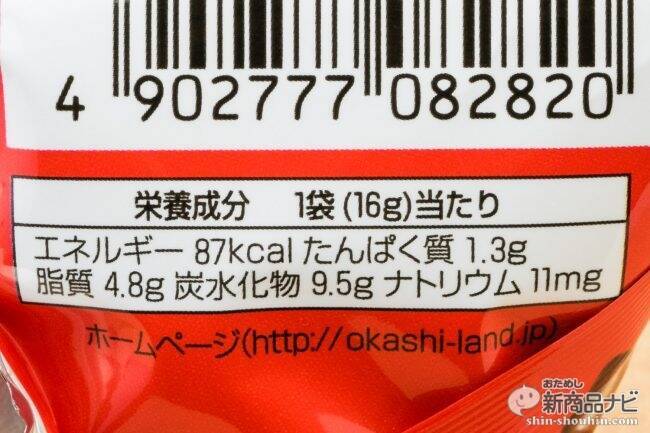 4 902777 082820
栄養成分 1袋(16g)当たり
エネルギー 87kcal たんぱく質 1.3g
脂質 4.8g 炭水化物 9.5g ナトリウム 11mg
ホームページ(http://okashi-land.jp)
おためし
新商品ナビ
shin-shouhin.com